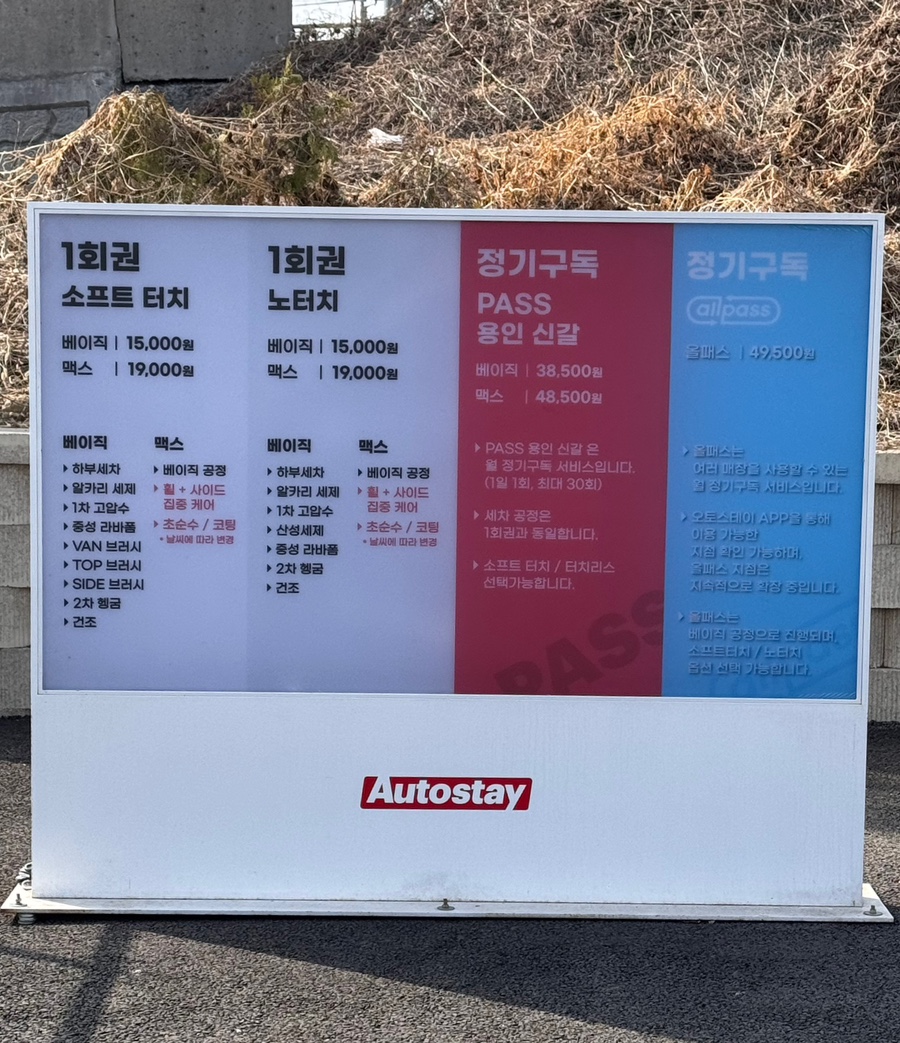 1회권
소프트 터치
베이직 | 15,000원
맥스 | 19,000원
베이직
하부세차
알카리 세제
1차 고압수
중성 라바폼
VAN 브러시
TOP 브러시
SIDE 브러시
2차 헹굼
건조
맥스
베이직 공정
휠 + 사이드
집중 케어
초순수 / 코팅
* 날씨에 따라 변경
1회권
노터치
베이직 | 15,000원
맥스 | 19,000원
베이직
하부세차
알카리 세제
1차 고압수
산성세제
중성 라바폼
2차 헹굼
건조
맥스
베이직 공정
휠 + 사이드
집중 케어
초순수 / 코팅
* 날씨에 따라 변경
정기구독
PASS
용인 신갈
베이직 | 38,500원
맥스 | 48,500원
PASS 용인 신갈 은
월 정기구독 서비스입니다.
(1일 1회, 최대 30회)
세차 공정은
1회권과 동일합니다.
소프트 터치 / 터치리스
선택가능합니다.
PASS
정기구독
allpass
올패스 | 49,500원
올패스는
여러 매장을 사용할 수 있는
월 정기구독 서비스입니다.
오토스테이 APP을 통해
이용 가능한
지점 확인 가능하며,
올패스 지점은
지속적으로 확장 중입니다.
올패스는
베이직 공정으로 진행되며,
소프트터치 / 노터치
옵션 선택 가능합니다.
Autostay